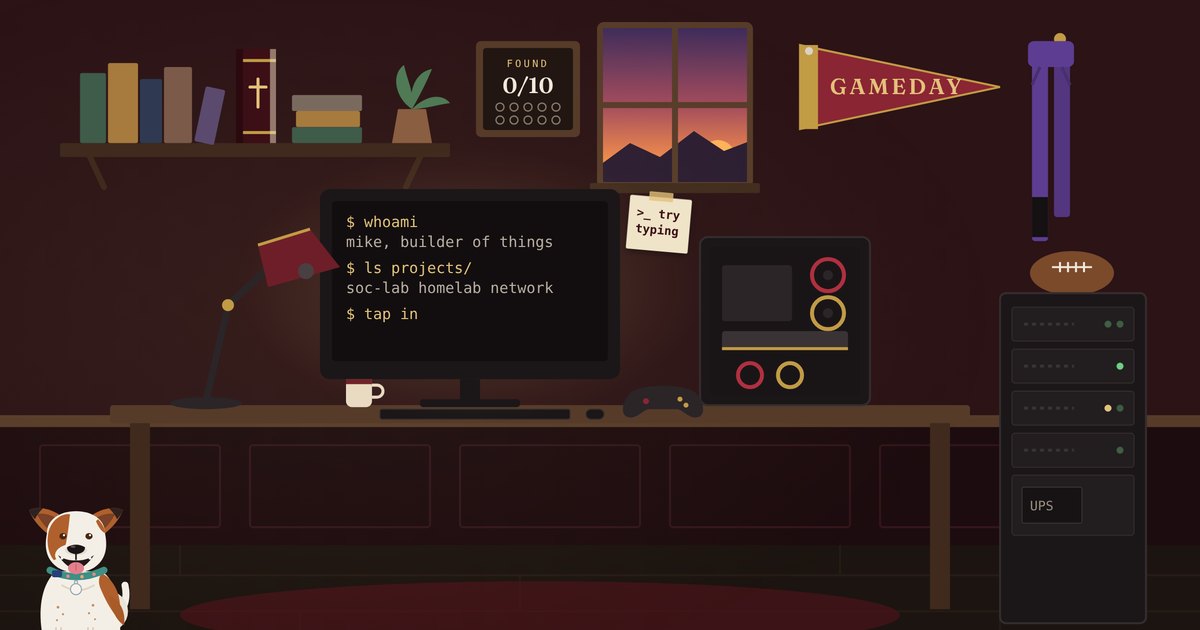 FOUND
0/10
GAMEDAY
>_ try
typing
$ whoami
mike, builder of things
$ ls projects/
soc-lab homelab network
$ tap in
UPS